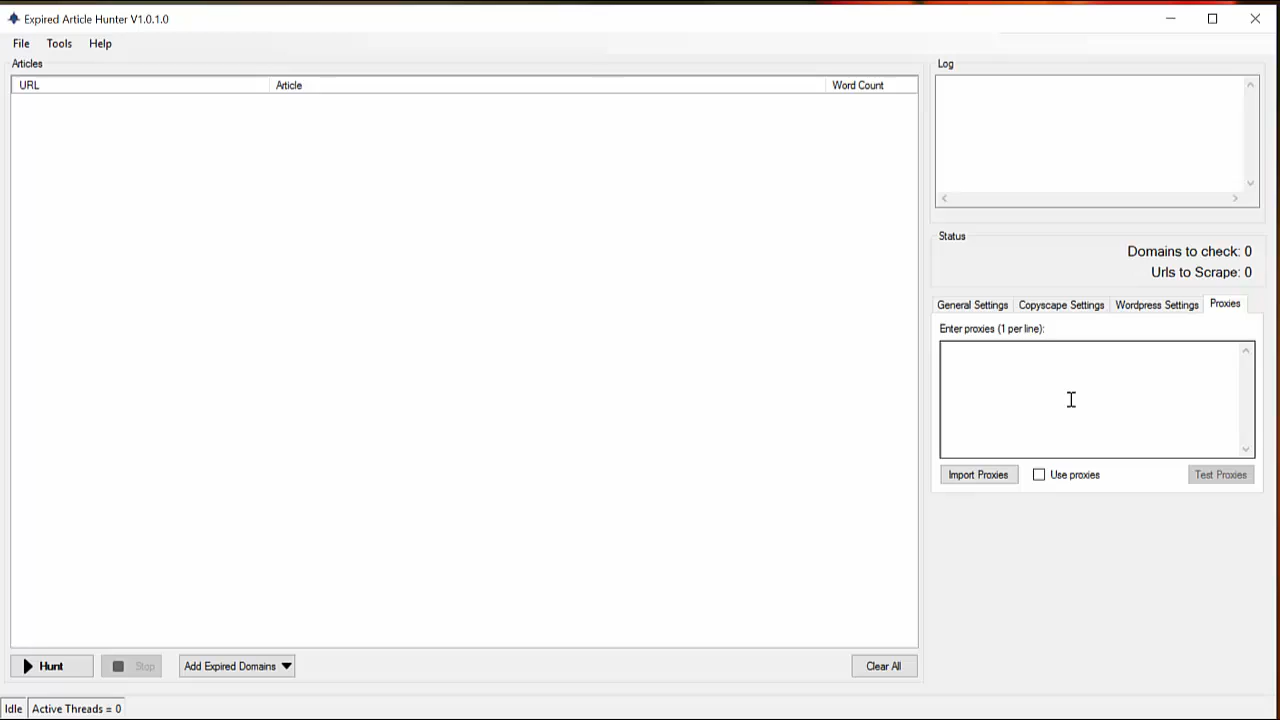 Expired Article Hunter V1.0.1.0
File Tools Help
Articles
URL Article Word Count
Log
Status
Domains to check: 0
Urls to Scrape: 0
General Settings Copyscape Settings Wordpress Settings Proxies
Enter proxies (1 per line):
Import Proxies Use proxies Test Proxies
Hunt Stop Add Expired Domains Clear All
Idle Active Threads = 0